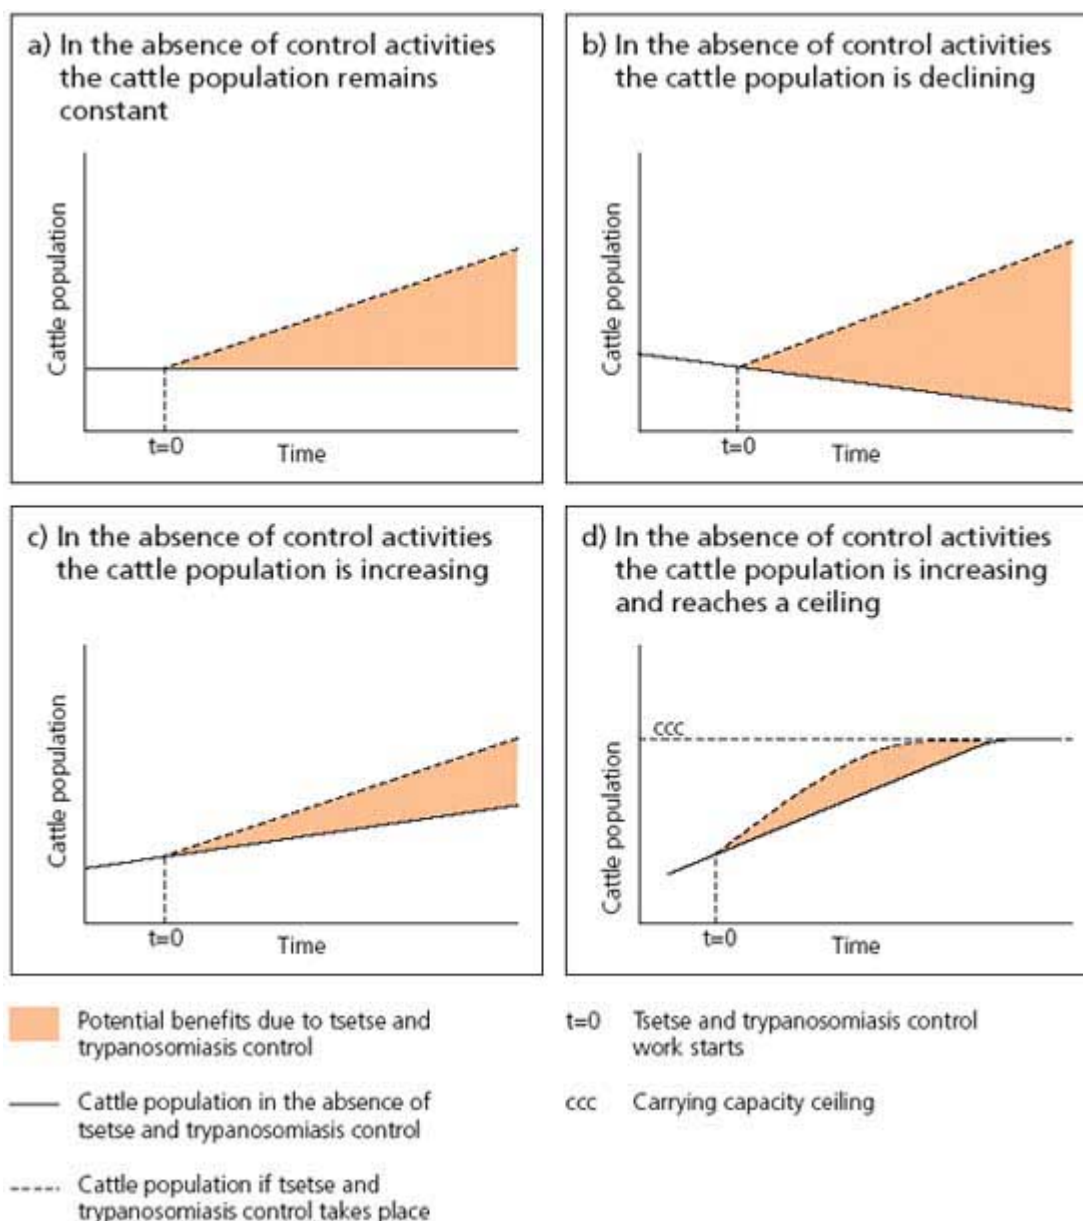 a) In the absence of control activities
the cattle population remains
constant
Cattle population
t=0
Time
b) In the absence of control activities
the cattle population is declining
Cattle population
t=0
Time
c) In the absence of control activities
the cattle population is increasing
Cattle population
t=0
Time
d) In the absence of control activities
the cattle population is increasing
and reaches a ceiling
ccc
Cattle population
t=0
Time
Potential benefits due to tsetse and
trypanosomiasis control
Cattle population in the absence of
tsetse and trypanosomiasis control
Cattle population if tsetse and
trypanosomiasis control takes place
t=0 Tsetse and trypanosomiasis control
work starts
ccc Carrying capacity ceiling